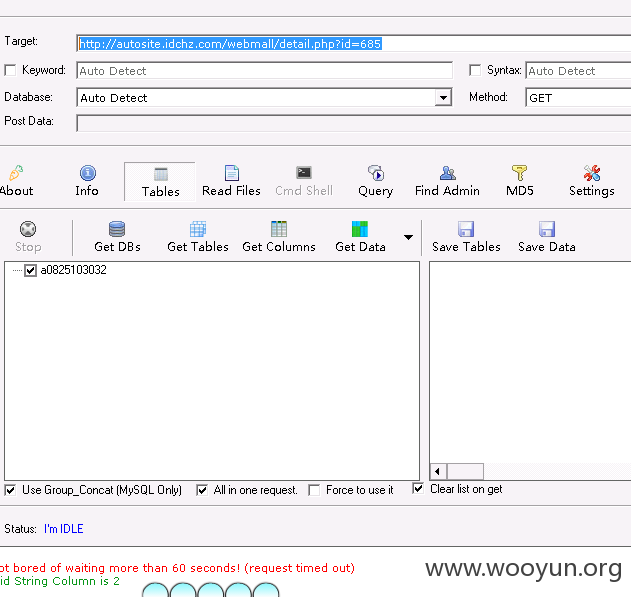 Target: http://autosite.idchz.com/webmall/detail.php?id=685
Keyword: Auto Detect Syntax: Auto Detect
Database: Auto Detect Method: GET
Post Data:
About Info Tables Read Files Cmd Shell Query Find Admin MD5 Settings
Stop Get DBs Get Tables Get Columns Get Data Save Tables Save Data
a0825103032
Use Group_Concat (MySQL Only) All in one request. Force to use it Clear list on get
Status: I'm IDLE
ot bored of waiting more than 60 seconds! (request timed out)
id String Column is 2
www.wooyun.org